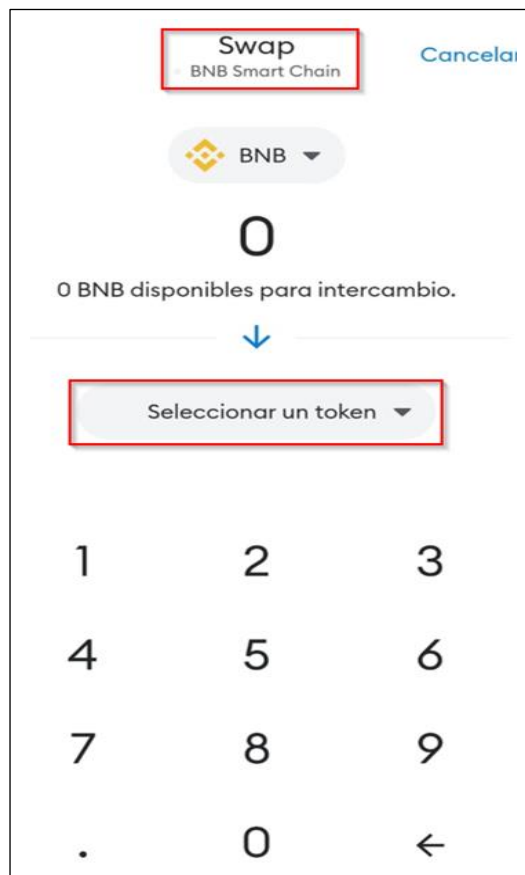 Swap
BNB Smart Chain
Cancelar
BNB
0
0 BNB disponibles para intercambio.
Seleccionar un token
1 2 3
4 5 6
7 8 9
. 0